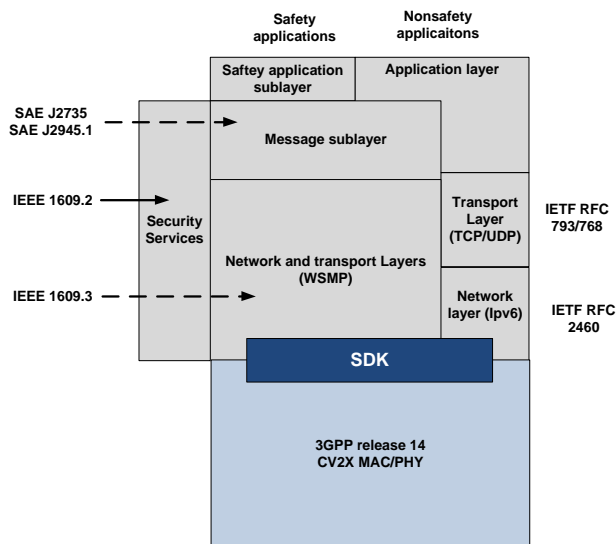 Safety
applications
Nonsafety
applicaitons
Saftey application
sublayer
Application layer
SAE J2735
SAE J2945.1
Message sublayer
IEEE 1609.2
Security
Services
Transport
Layer
(TCP/UDP)
IETF RFC
793/768
Network and transport Layers
(WSMP)
IEEE 1609.3
Network
layer (Ipv6)
IETF RFC
2460
SDK
3GPP release 14
CV2X MAC/PHY